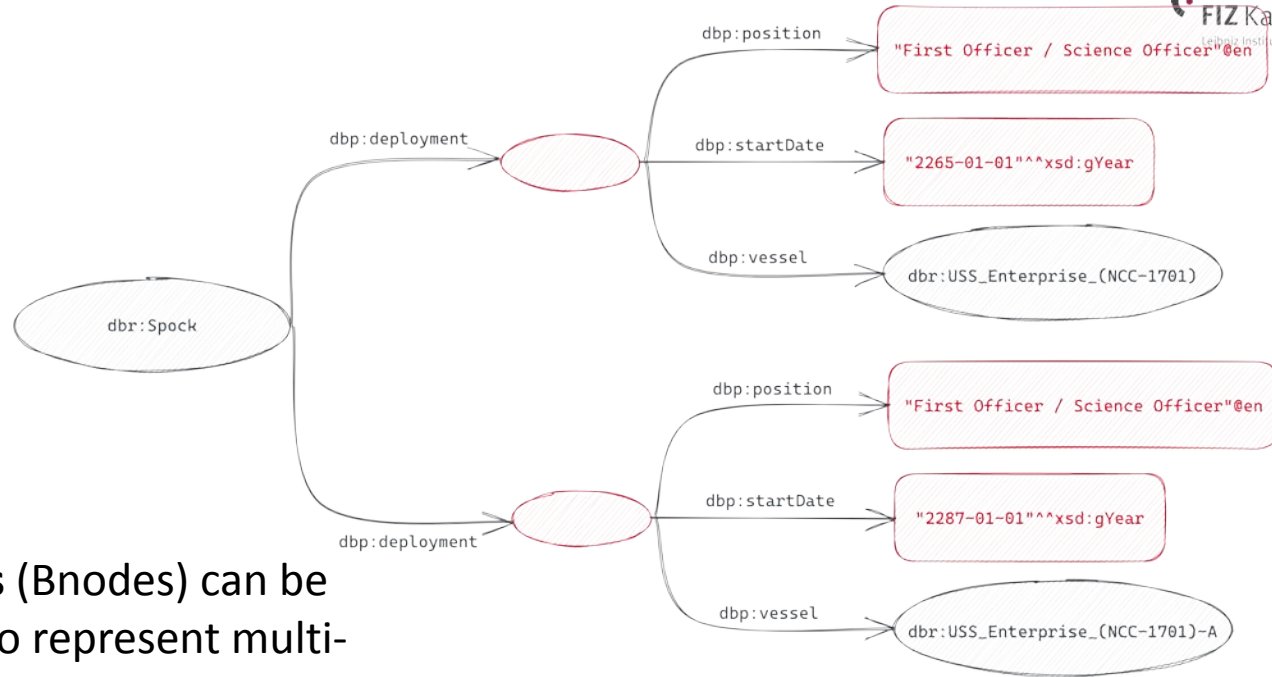 FIZ Ka
Leibniz Instit
dbp:position
"First Officer / Science Officer"@en
dbp:deployment
dbp:startDate
"2265-01-01"^^xsd:gYear
dbp:vessel
dbr:USS_Enterprise_(NCC-1701)
dbr:Spock
dbp:position
"First Officer / Science Officer"@en
dbp:startDate
"2287-01-01"^^xsd:gYear
dbp:deployment
dbp:vessel
dbr:USS_Enterprise_(NCC-1701)-A
s (Bnodes) can be
o represent multi-